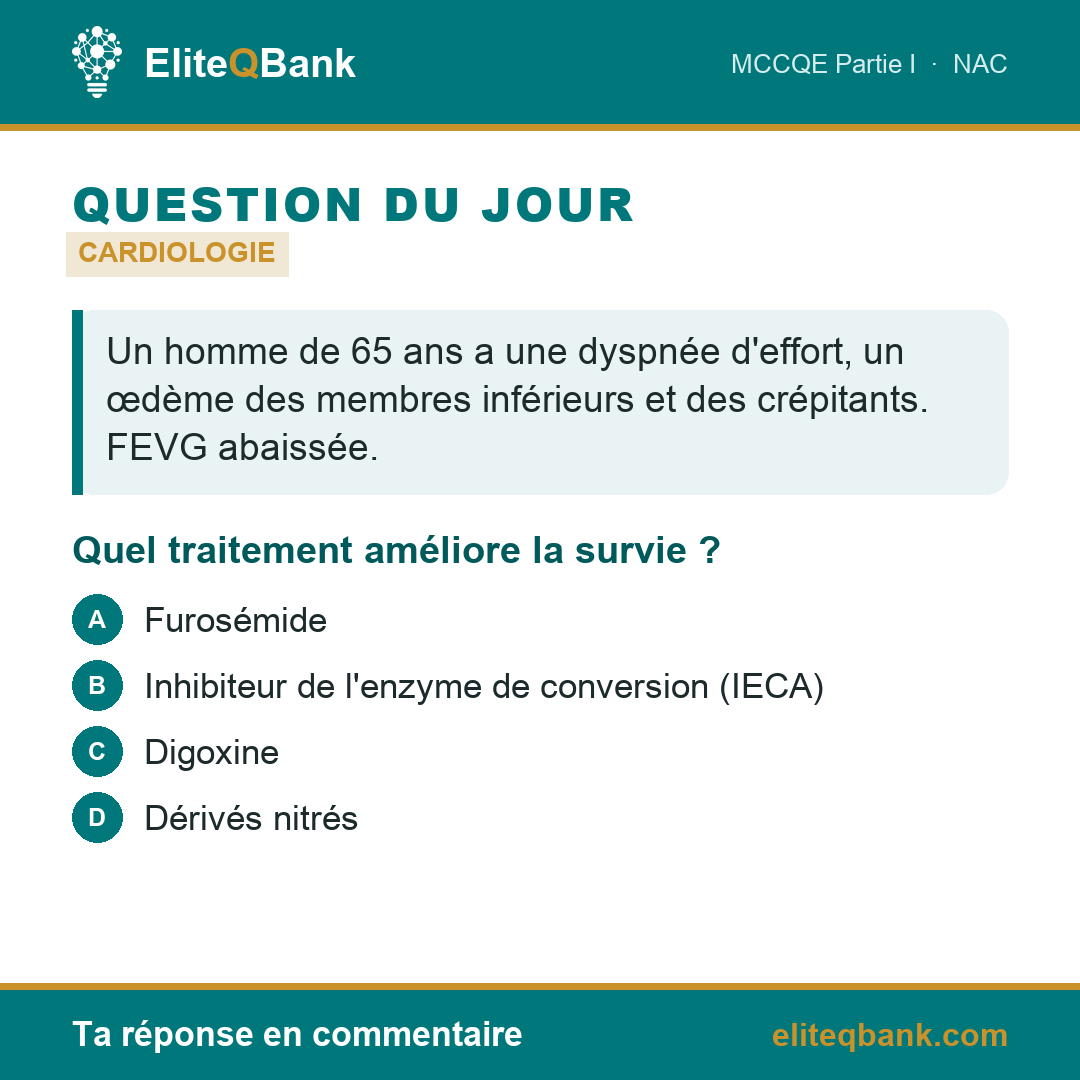 EliteQBank
MCCQE Partie I · NAC
QUESTION DU JOUR
CARDIOLOGIE
Un homme de 65 ans a une dyspnée d'effort, un
œdème des membres inférieurs et des crépitants.
FEVG abaissée.
Quel traitement améliore la survie ?
A Furosémide
B Inhibiteur de l'enzyme de conversion (IECA)
C Digoxine
D Dérivés nitrés
Ta réponse en commentaire
eliteqbank.com